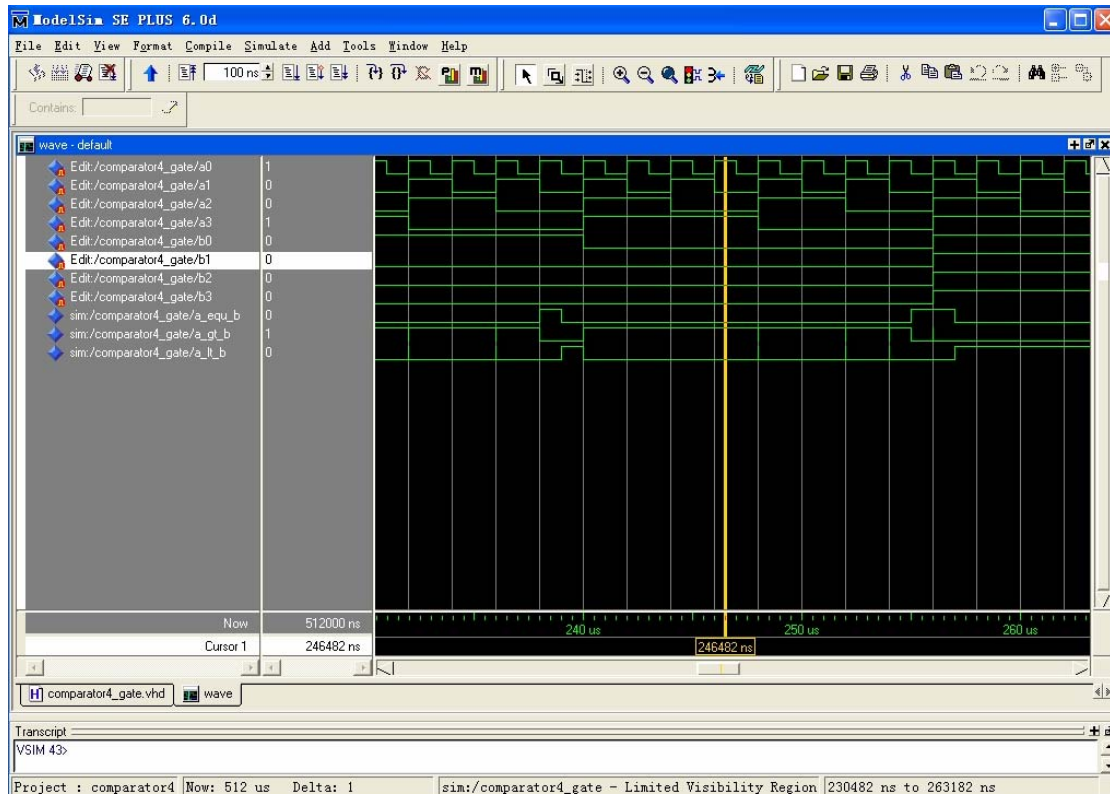 ModelSim SE PLUS 6.0d
File Edit View Format Compile Simulate Add Tools Window Help
100 ns
Contains:
wave - default
Edit:/comparator4_gate/a0 1
Edit:/comparator4_gate/a1 0
Edit:/comparator4_gate/a2 0
Edit:/comparator4_gate/a3 1
Edit:/comparator4_gate/b0 0
Edit:/comparator4_gate/b1 0
Edit:/comparator4_gate/b2 0
Edit:/comparator4_gate/b3 0
sim:/comparator4_gate/a_equ_b 0
sim:/comparator4_gate/a_gt_b 1
sim:/comparator4_gate/a_lt_b 0
Now 512000 ns 240 us 250 us 260 us
Cursor 1 246482 ns 246482 ns
comparator4_gate.vhd wave
Transcript
VSIM 43>
Project : comparator4 Now: 512 us Delta: 1 sim:/comparator4_gate - Limited Visibility Region 230482 ns to 263182 ns